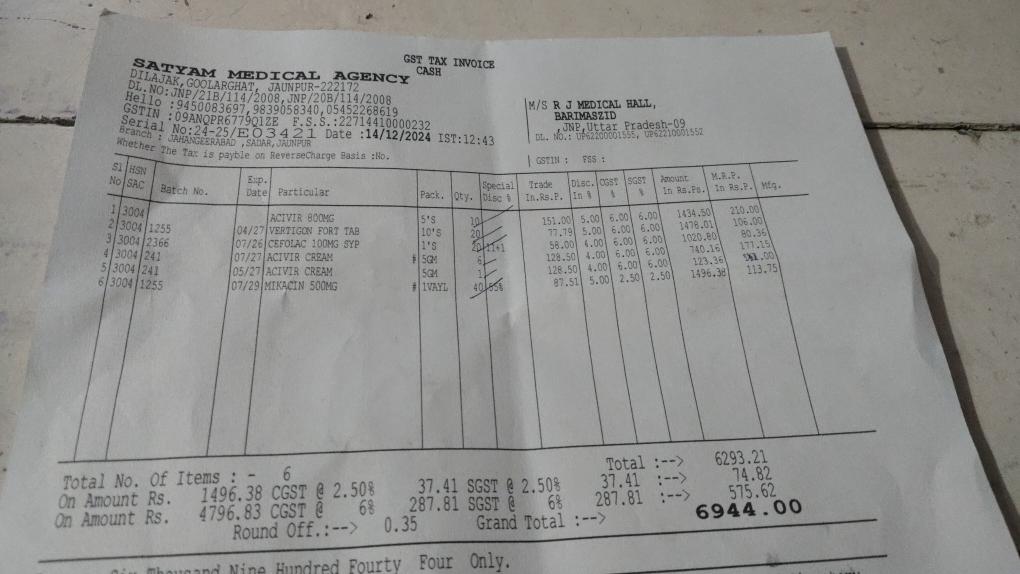 GST TAX INVOICE
CASH
SATYAM MEDICAL AGENCY
DILAJAK, GOOLARGHAT, JAUNPUR-222172
DL.NO:JNP/21B/114/2008,JNP/20B/114/2008
Hello :9450083697,9839058340,05452268619
GSTIN :09ANQPR6779Q1ZE F.S.S.:22714410000232
Serial No:24-25/E03421 Date :14/12/2024 IST:12:43
Branch : JAHANGEERABAD ,SADAR,JAUNPUR
Whether The Tax is payble on ReverseCharge Basis :No.
M/S R J MEDICAL HALL,
BARIMASZID
,JNP,Uttar Pradesh-09
DL. NO.: UP62200001555, UP6221000155Z
GSTIN : FSS :
Sl No HSN SAC Batch No. Exp. Date Particular Pack. Qty. Special Disc % Trade In.Rs.P. Disc. In % CGST % SGST % Amount In Rs.Ps. M.R.P. In Rs.P. Mfg.
1 3004 ACIVIR 800MG 5'S 10 151.00 5.00 6.00 6.00 1434.50 210.00
2 3004 1255 04/27 VERTIGON FORT TAB 10'S 20 77.79 5.00 6.00 6.00 1478.01 106.00
3 3004 2366 07/26 CEFOLAC 100MG SYP 1'S 20 11+1 58.00 4.00 6.00 6.00 1020.80 80.36
4 3004 241 07/27 ACIVIR CREAM # 5GM 6 128.50 4.00 6.00 6.00 740.16 177.15
5 3004 241 05/27 ACIVIR CREAM 5GM 1 128.50 4.00 6.00 6.00 123.36
6 3004 1255 07/29 MIKACIN 500MG # 1VAYL 40 55% 87.51 5.00 2.50 2.50 1496.38 113.75
Total No. Of Items : - 6 Total :--> 6293.21
On Amount Rs. 1496.38 CGST @ 2.50% 37.41 SGST @ 2.50% 37.41 :--> 74.82
On Amount Rs. 4796.83 CGST @ 6% 287.81 SGST @ 6% 287.81 :--> 575.62
Round Off.:--> 0.35 Grand Total :--> 6944.00
Six Thousand Nine Hundred Fourty Four Only.